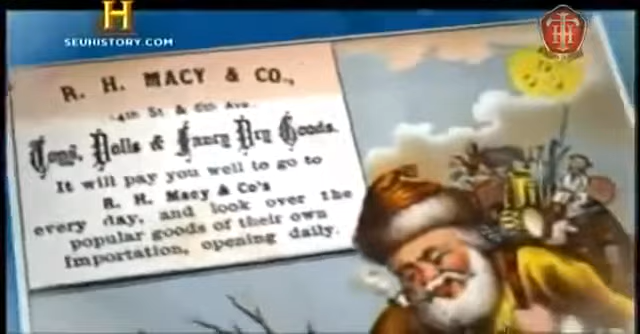 H
SEUHISTORY.COM
R. H. MACY & CO.,
14th St & 6th Ave.
Toys, Dolls & Fancy Dry Goods.
It will pay you well to go to
R. H. Macy & Co's
every day, and look over the
popular goods of their own
Importation, opening daily.